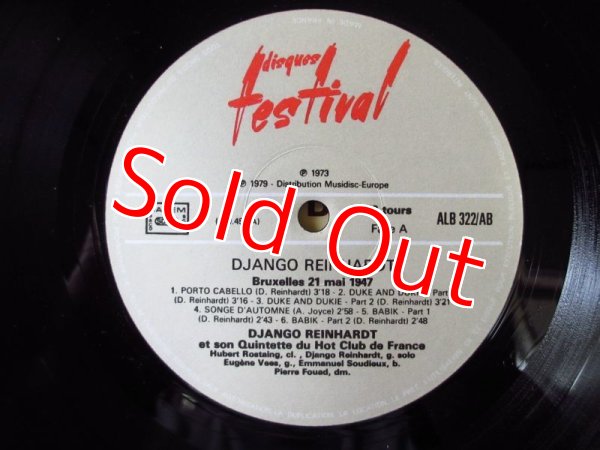 disques
festival
℗ 1973
℗ 1979 - Distribution Musidisc-Europe
Sold Out
tours
ALB 322/AB
A
DJANGO
Bruxelles 21 mai 1947
1. PORTO CABELLO (D. Reinhardt) 3'18 - 2. DUKE AND DUKIE - Part
(D. Reinhardt) 3'16 - 3. DUKE AND DUKIE - Part 2 (D. Reinhardt) 3'21
4. SONGE D'AUTOMNE (A. Joyce) 2'58 - 5. BABIK - Part 1
(D. Reinhardt) 2'43 - 6. BABIK - Part 2 (D. Reinhardt) 2'48
DJANGO REINHARDT
et son Quintette du Hot Club de France
Hubert Rostaing, cl. , Django Reinhardt, g. solo
Eugène Vees, g., Emmanuel Soudieux, b.
Pierre Fouad, dm.